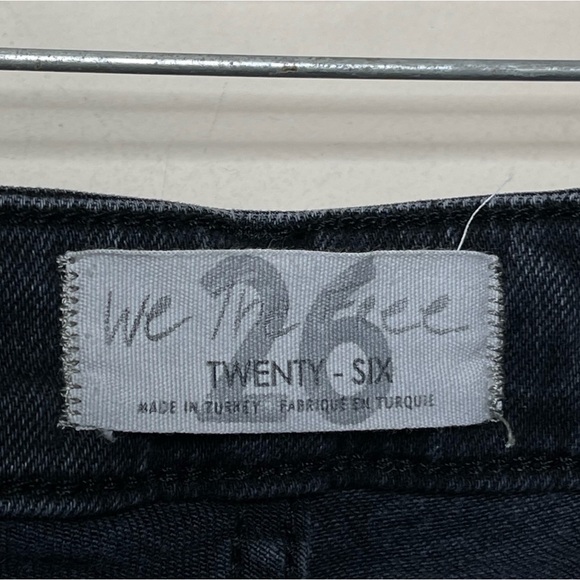 We The Free
26
TWENTY - SIX
MADE IN TURKEY FABRIQUE EN TURQUIE